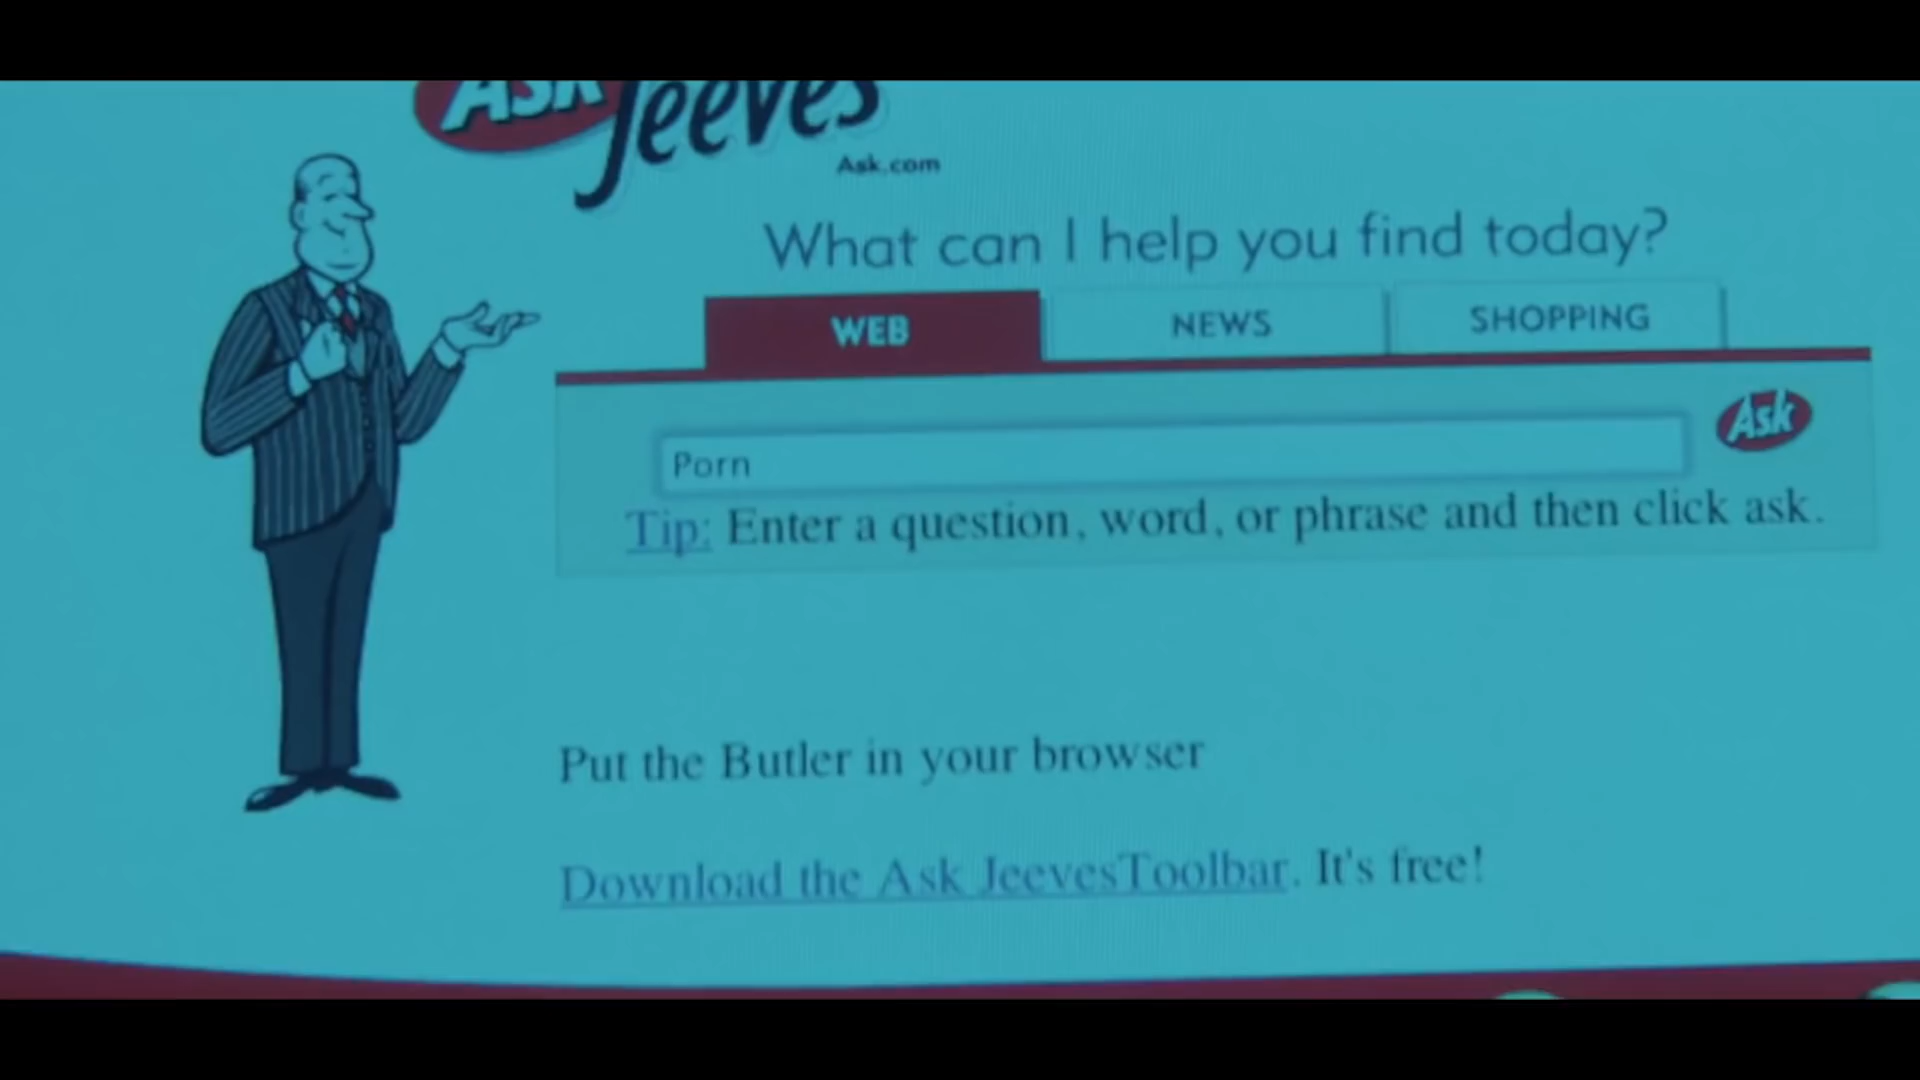 Ask Jeeves
Ask.com
What can I help you find today?
WEB NEWS SHOPPING
Porn
Ask
Tip: Enter a question, word, or phrase and then click ask.
Put the Butler in your browser
Download the Ask JeevesToolbar. It's free!